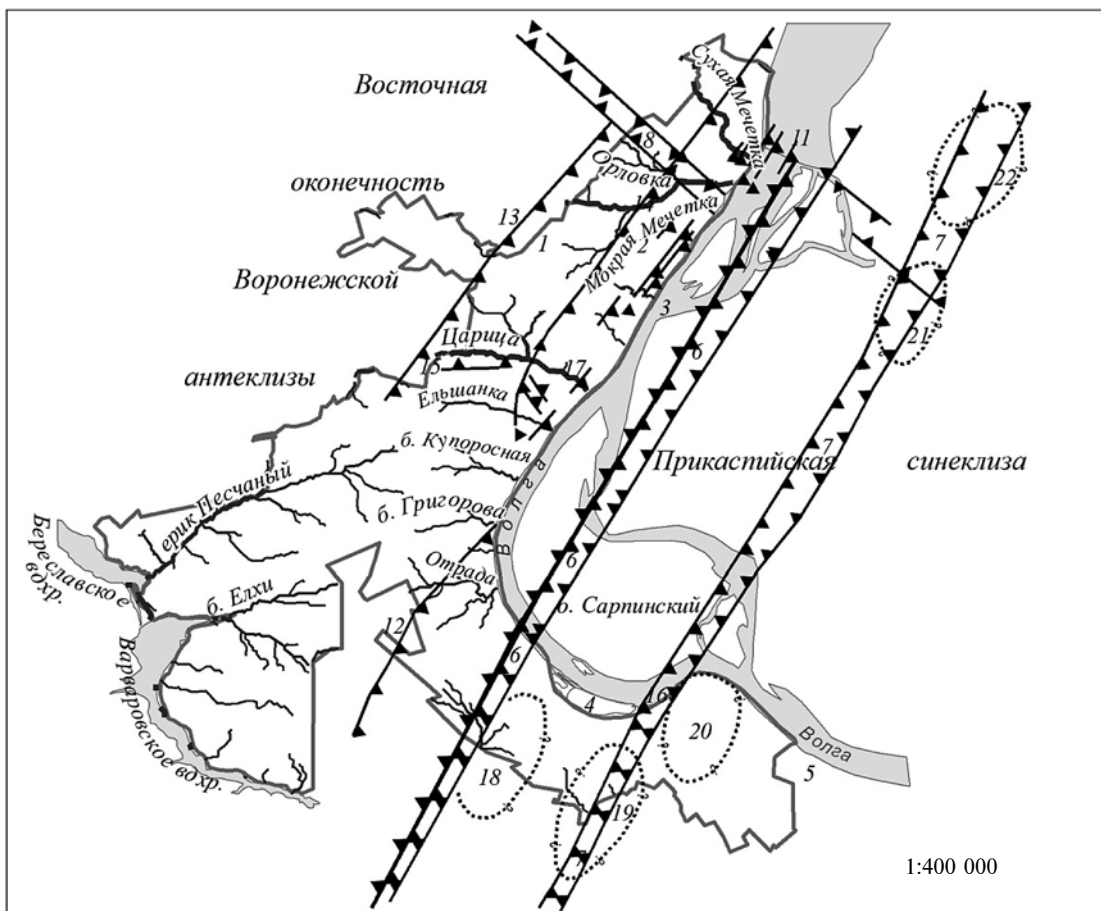 Сухая Мечетка
Восточная
11
8
Орловка
22
оконечность
13
14
1
Мокрая Мечетка
2
7
Воронежской
3
21
Царица
6
15
17
антеклизы
Ельшанка
7
б. Купоросная
Прикаспийская
синеклиза
Волга
ерик Песчаный
б. Григорова
Береславское
вдхр.
6
Отрада
б. Елхи
о. Сарпинский
12
6
Варваровское вдхр.
16
4
20
Волга
5
18
19
7
1:400 000